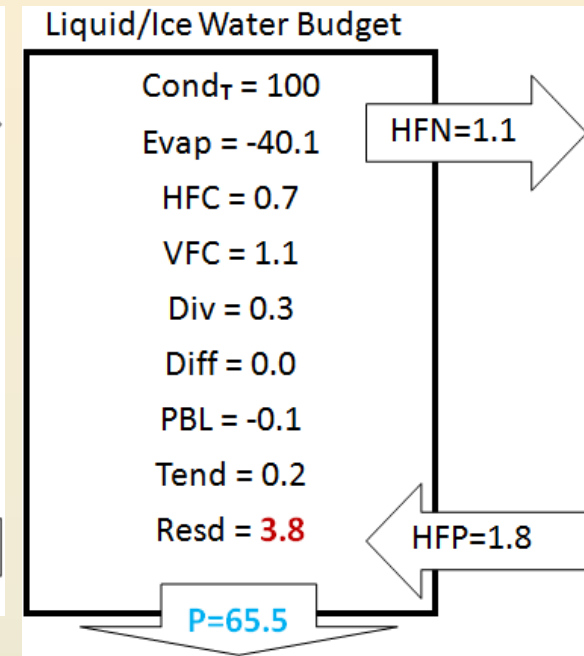 Liquid/Ice Water Budget
Condᴛ = 100
Evap = -40.1
HFN=1.1
HFC = 0.7
VFC = 1.1
Div = 0.3
Diff = 0.0
PBL = -0.1
Tend = 0.2
Resd = 3.8
HFP=1.8
P=65.5